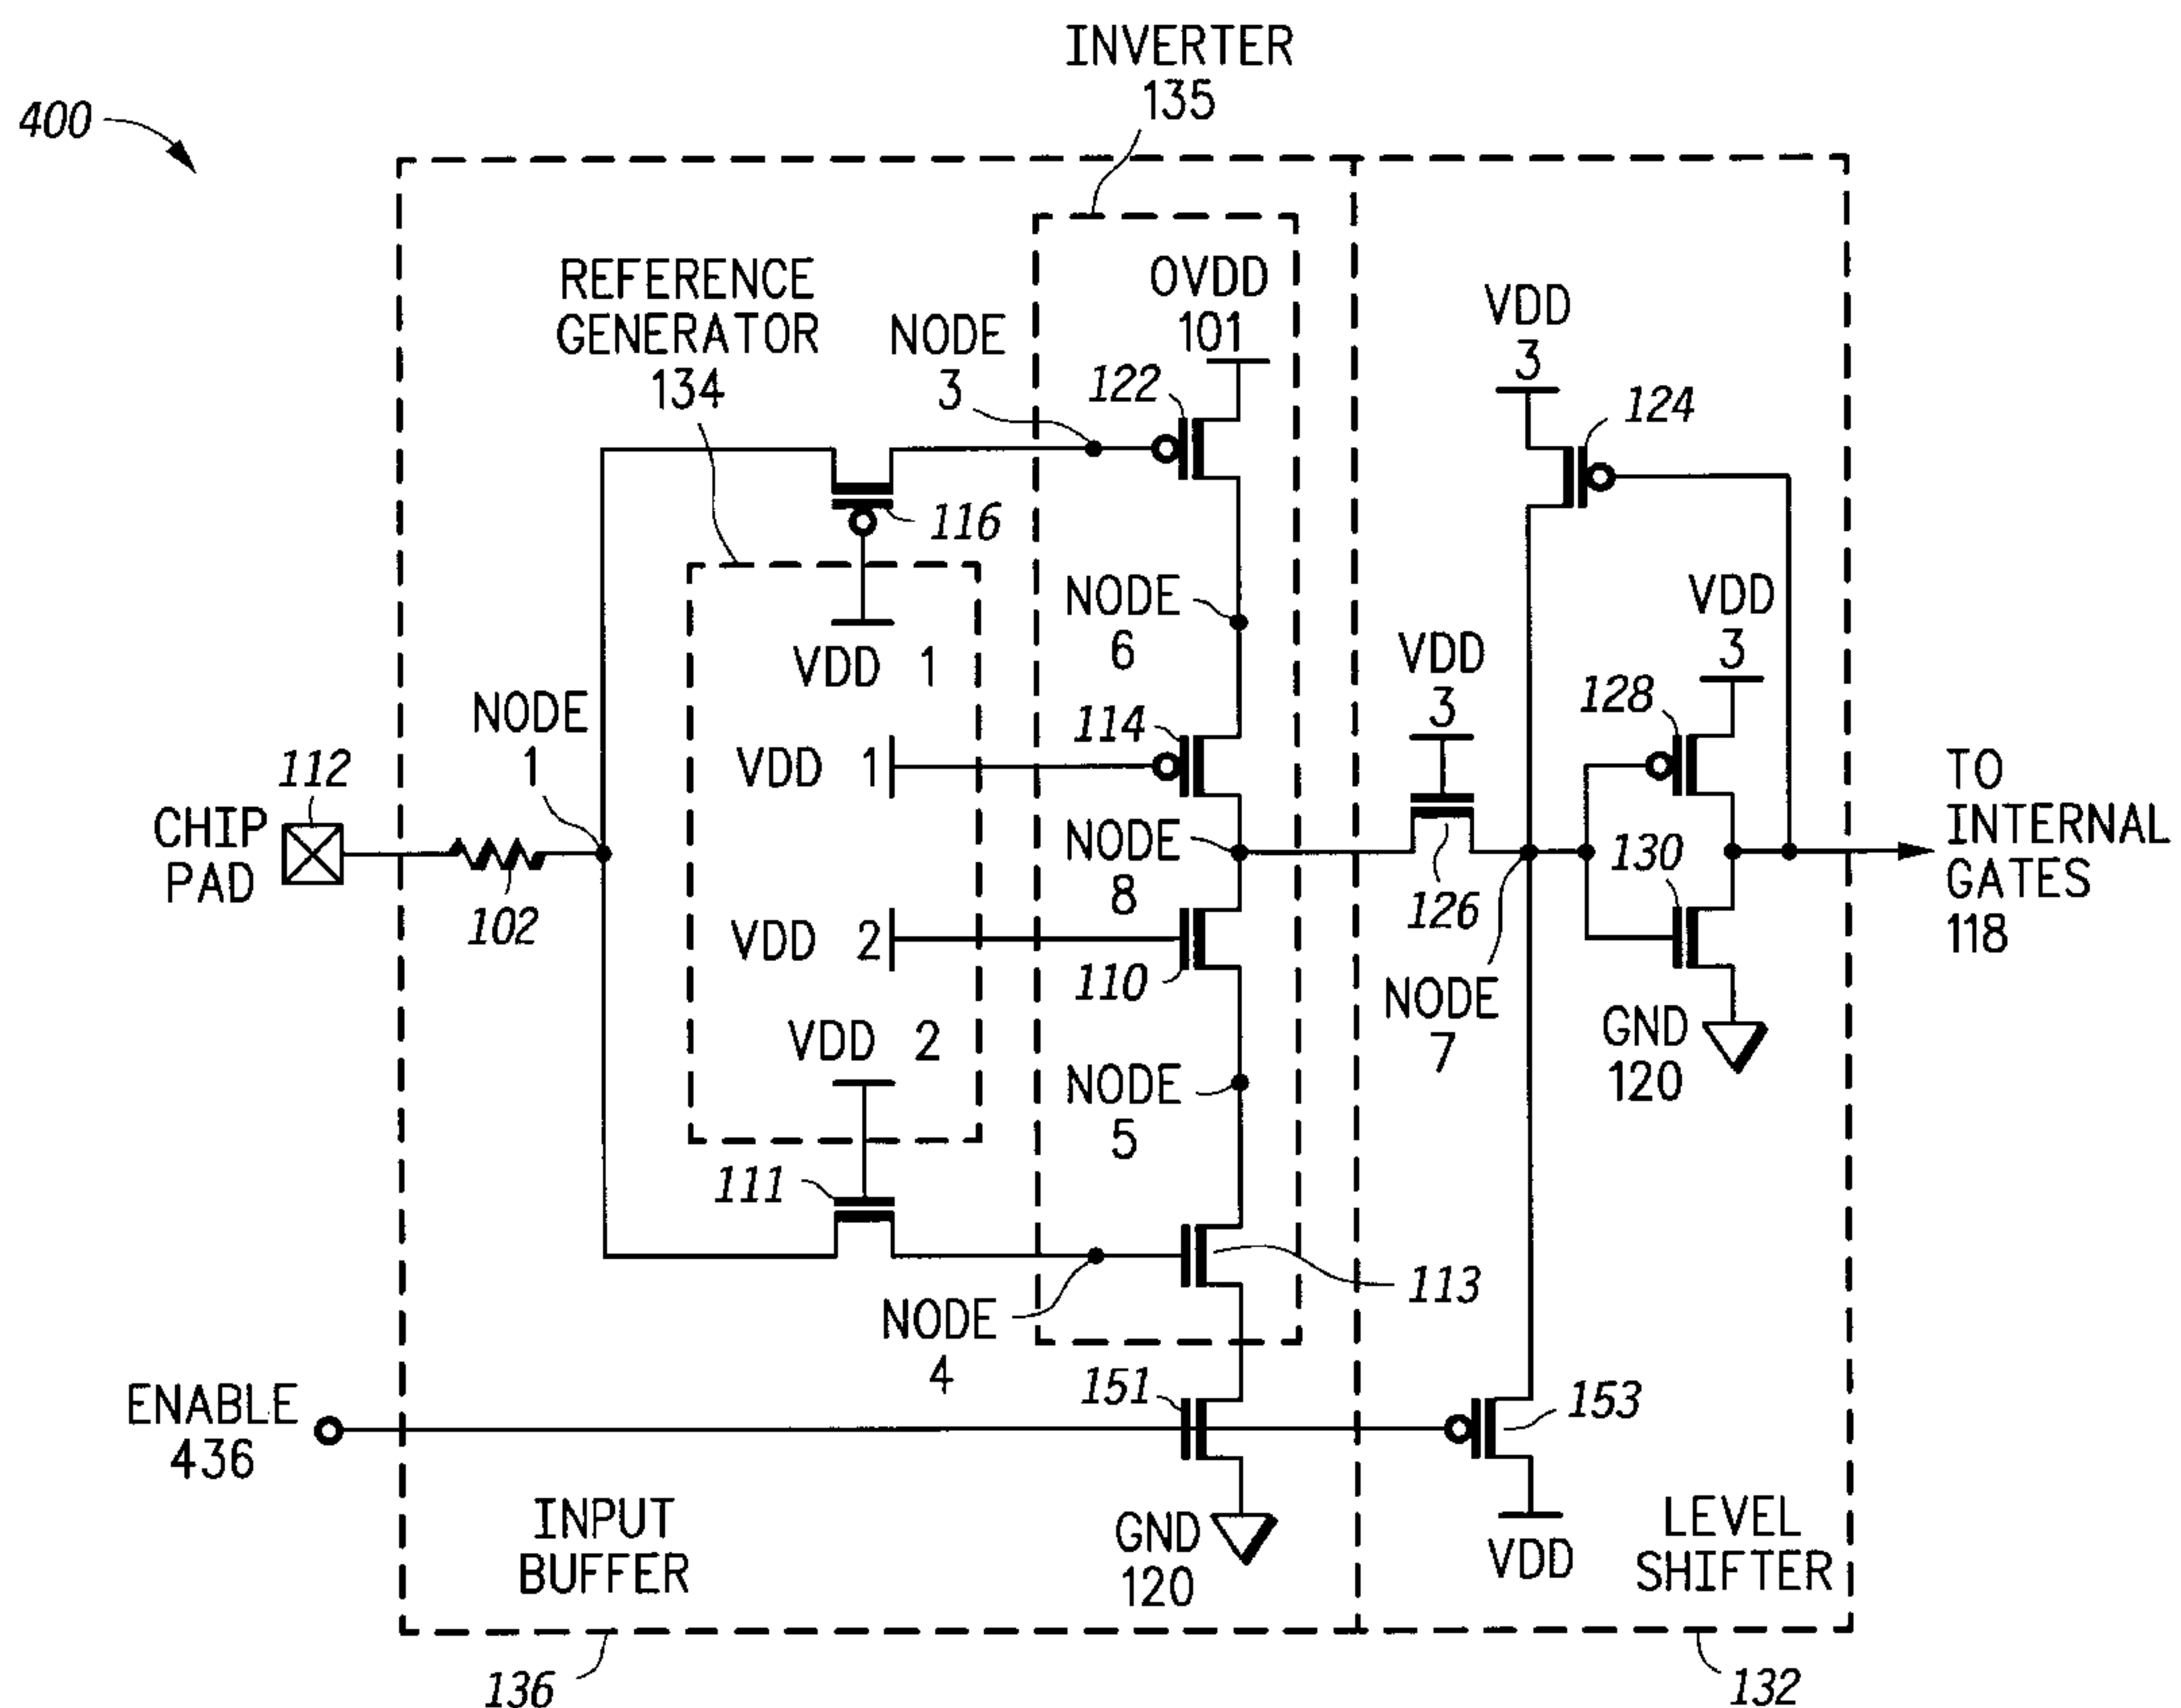 400
INVERTER
135
REFERENCE
GENERATOR
134
NODE
3
OVDD
101
122
VDD
3
124
116
VDD 1
NODE
6
VDD
3
128
NODE
1
VDD 1
114
VDD
3
112
CHIP
PAD
102
NODE
8
126
130
TO
INTERNAL
GATES
118
VDD 2
110
NODE
7
GND
120
VDD 2
NODE
5
111
113
NODE
4
ENABLE
436
151
153
INPUT
BUFFER
GND
120
VDD
LEVEL
SHIFTER
136
132